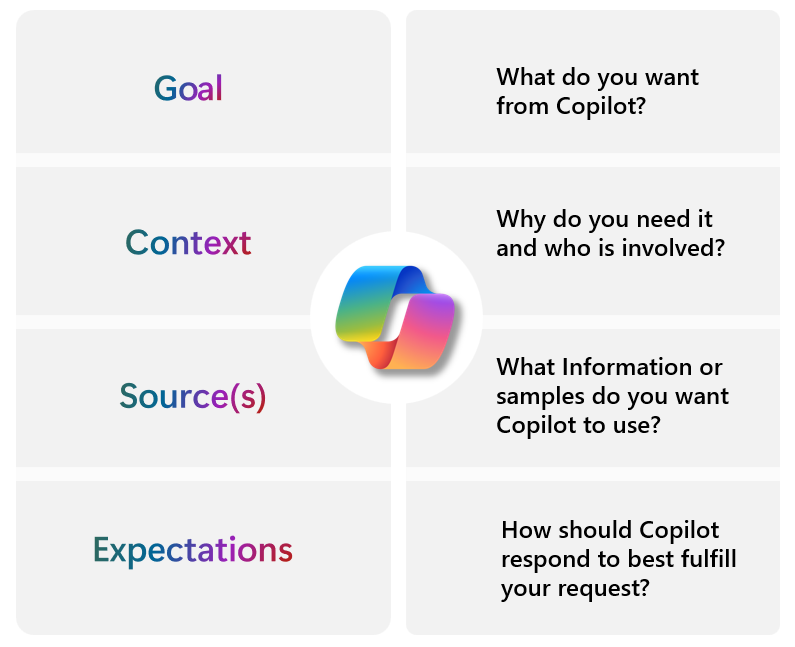 Goal
What do you want
from Copilot?
Context
Why do you need it
and who is involved?
Source(s)
What Information or
samples do you want
Copilot to use?
Expectations
How should Copilot
respond to best fulfill
your request?